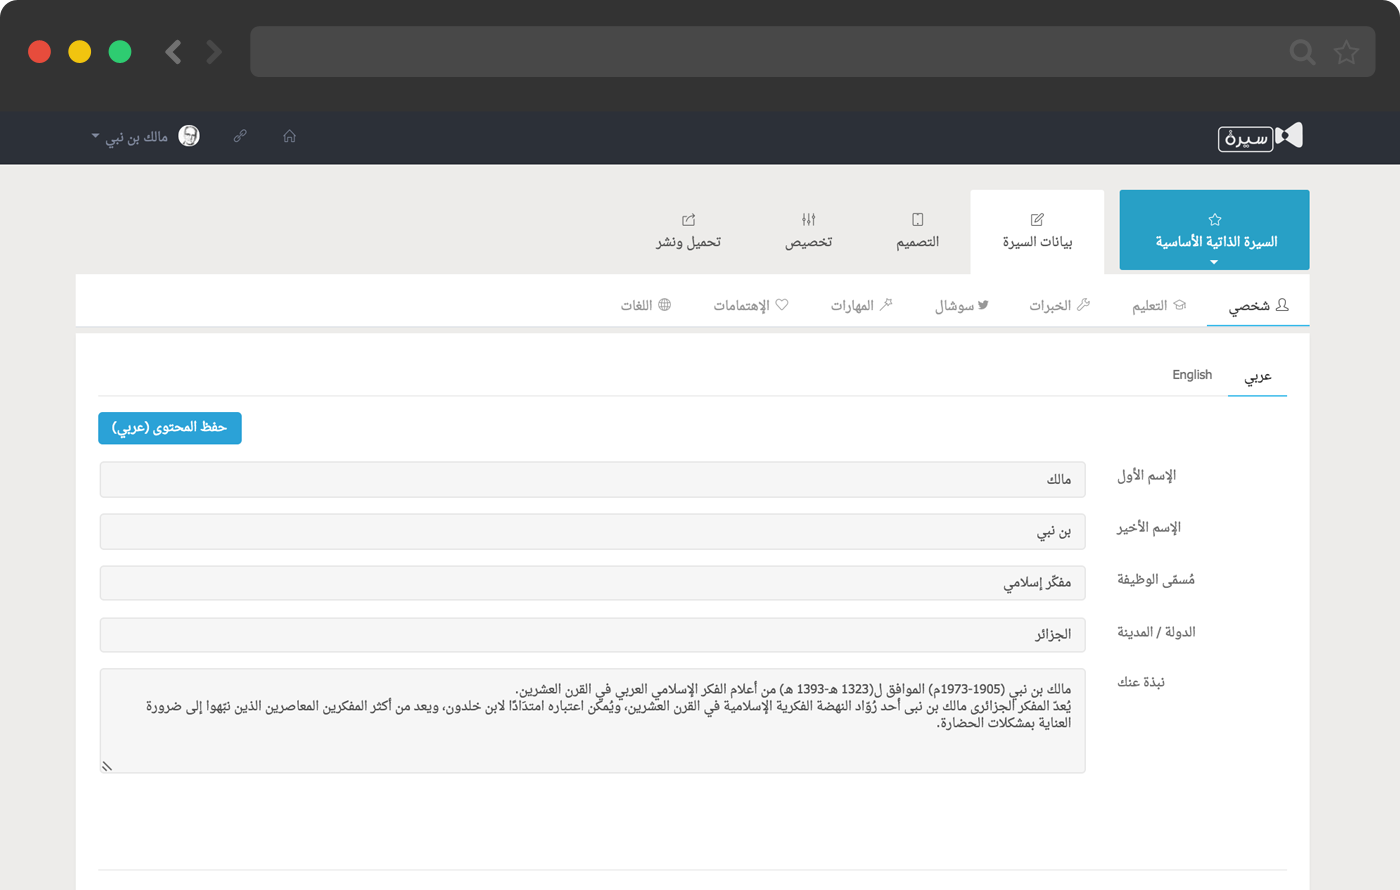 سيرة
مالك بن نبي
السيرة الذاتية الأساسية
بيانات السيرة
التصميم
تخصيص
تحميل ونشر
شخصي
التعليم
الخبرات
سوشال
المهارات
الإهتمامات
اللغات
عربي
English
حفظ المحتوى (عربي)
الإسم الأول
مالك
الإسم الأخير
بن نبي
مُسمّى الوظيفة
مفكّر إسلامي
الدولة / المدينة
الجزائر
نبذة عنك
مالك بن نبي (1905-1973م) الموافق ل(1323 هـ-1393 هـ) من أعلام الفكر الإسلامي العربي في القرن العشرين.
يُعدّ المفكر الجزائرى مالك بن نبى أحد رُوّاد النهضة الفكرية الإسلامية في القرن العشرين، ويُمكن اعتباره امتدادًا لابن خلدون، ويعد من أكثر المفكرين المعاصرين الذين نبّهوا إلى ضرورة
العناية بمشكلات الحضارة.